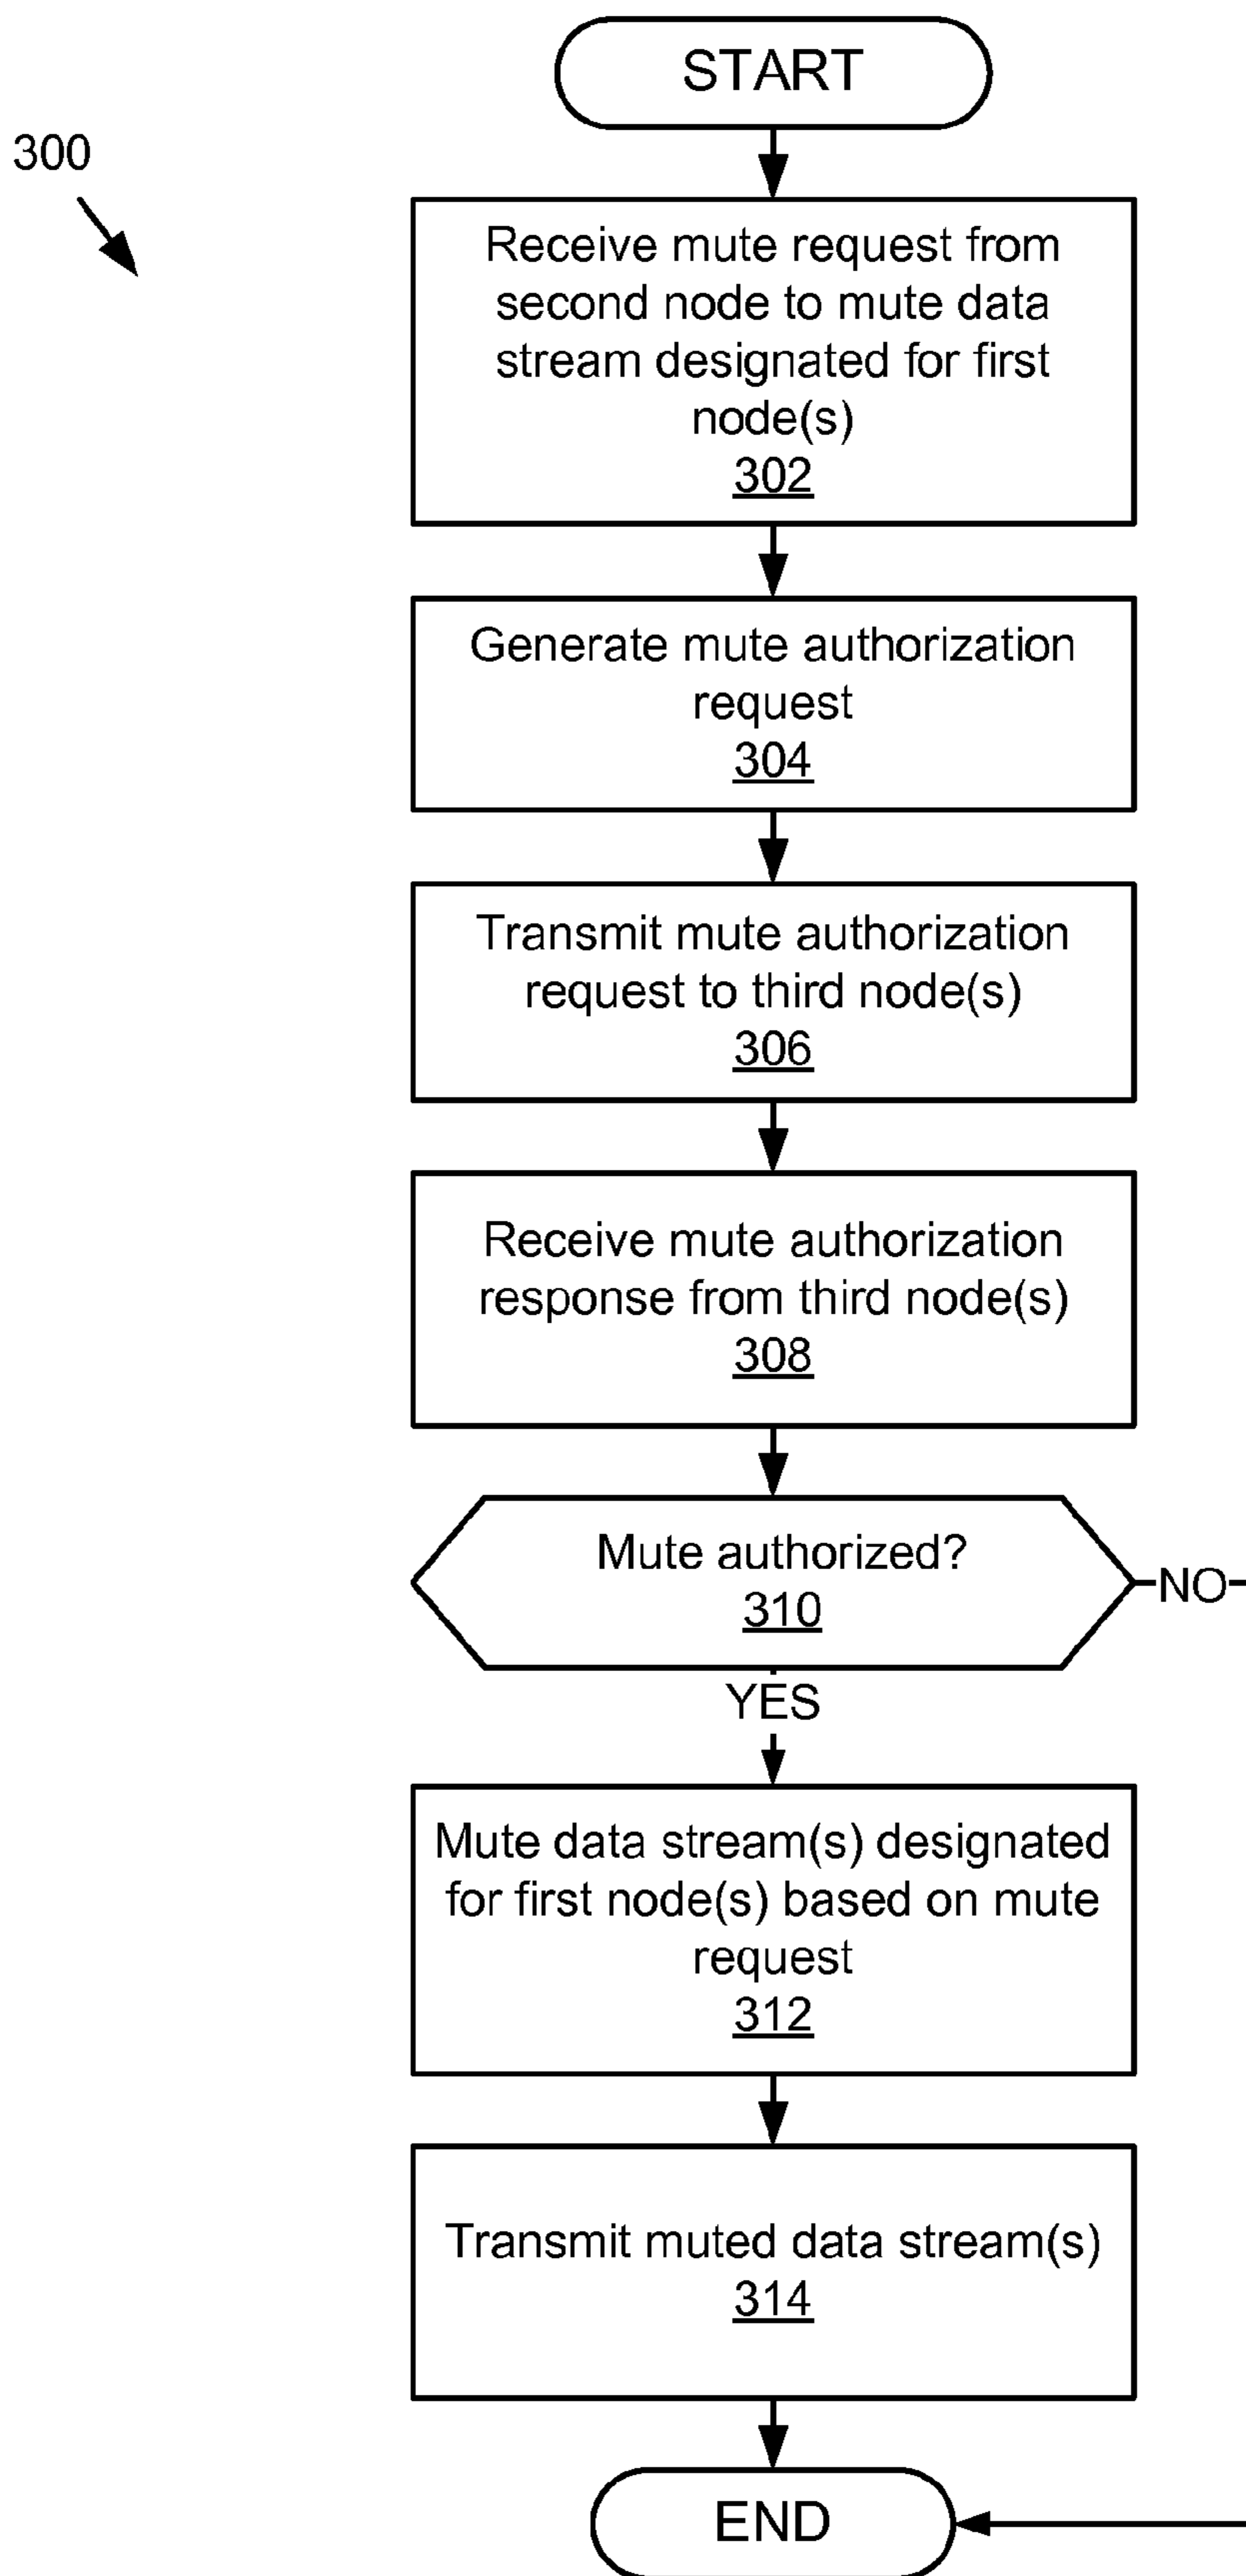 START
300
Receive mute request from
second node to mute data
stream designated for first
node(s)
302
Generate mute authorization
request
304
Transmit mute authorization
request to third node(s)
306
Receive mute authorization
response from third node(s)
308
Mute authorized?
310
NO
YES
Mute data stream(s) designated
for first node(s) based on mute
request
312
Transmit muted data stream(s)
314
END